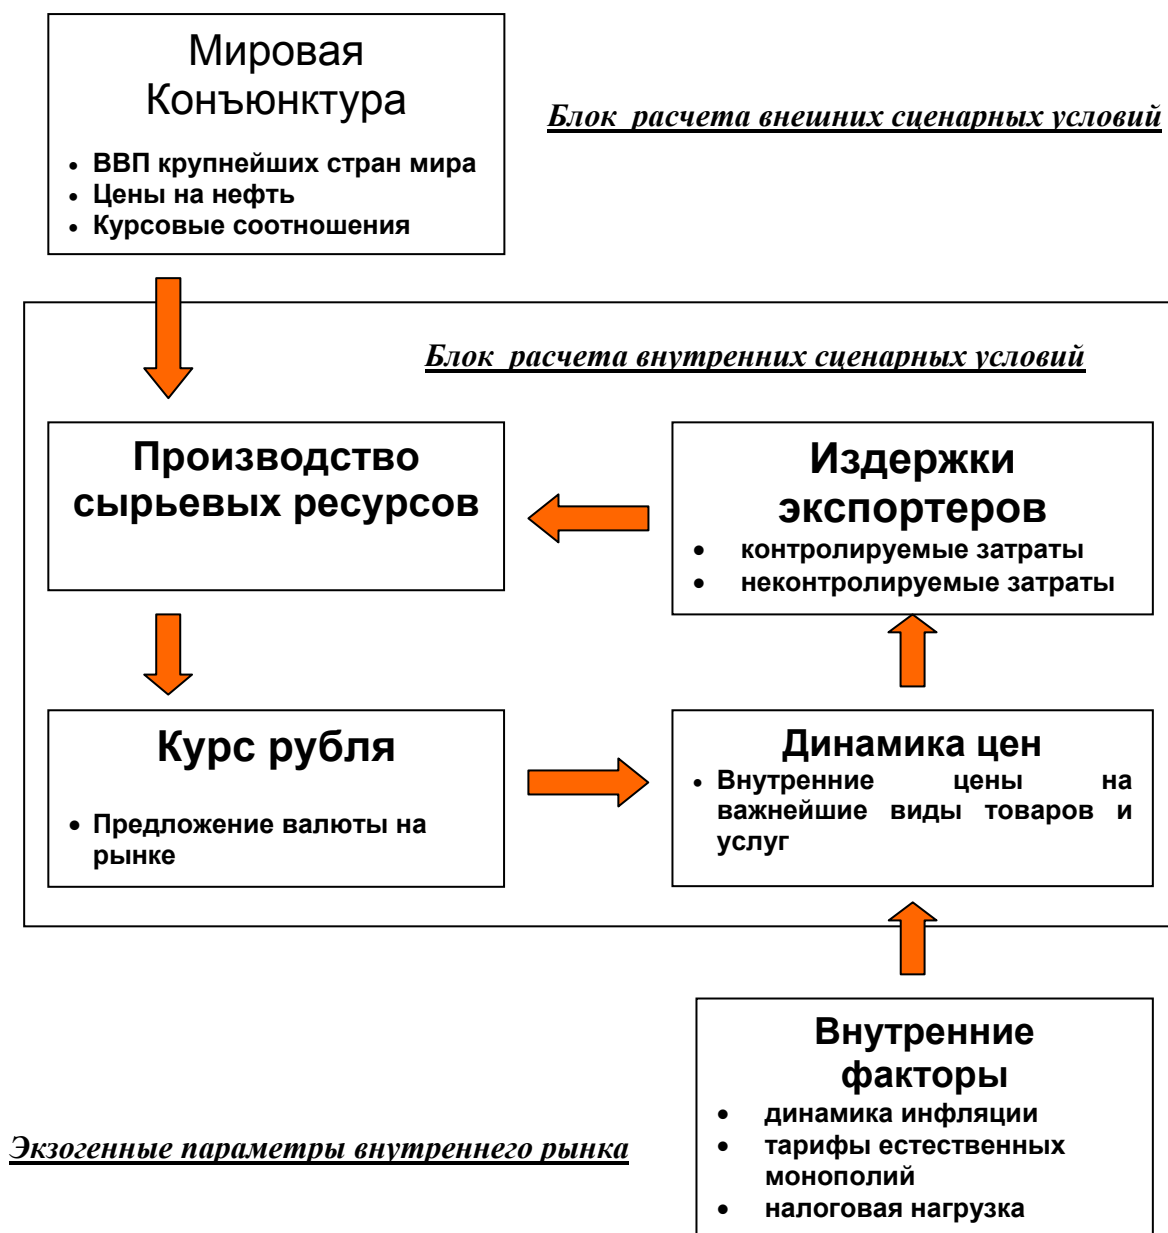 Мировая
Конъюнктура
• ВВП крупнейших стран мира
• Цены на нефть
• Курсовые соотношения
Блок расчета внешних сценарных условий
Блок расчета внутренних сценарных условий
Производство
сырьевых ресурсов
Издержки
экспортеров
• контролируемые затраты
• неконтролируемые затраты
Курс рубля
• Предложение валюты на
рынке
Динамика цен
• Внутренние цены на
важнейшие виды товаров и
услуг
Внутренние
факторы
• динамика инфляции
• тарифы естественных
монополий
• налоговая нагрузка
Экзогенные параметры внутреннего рынка